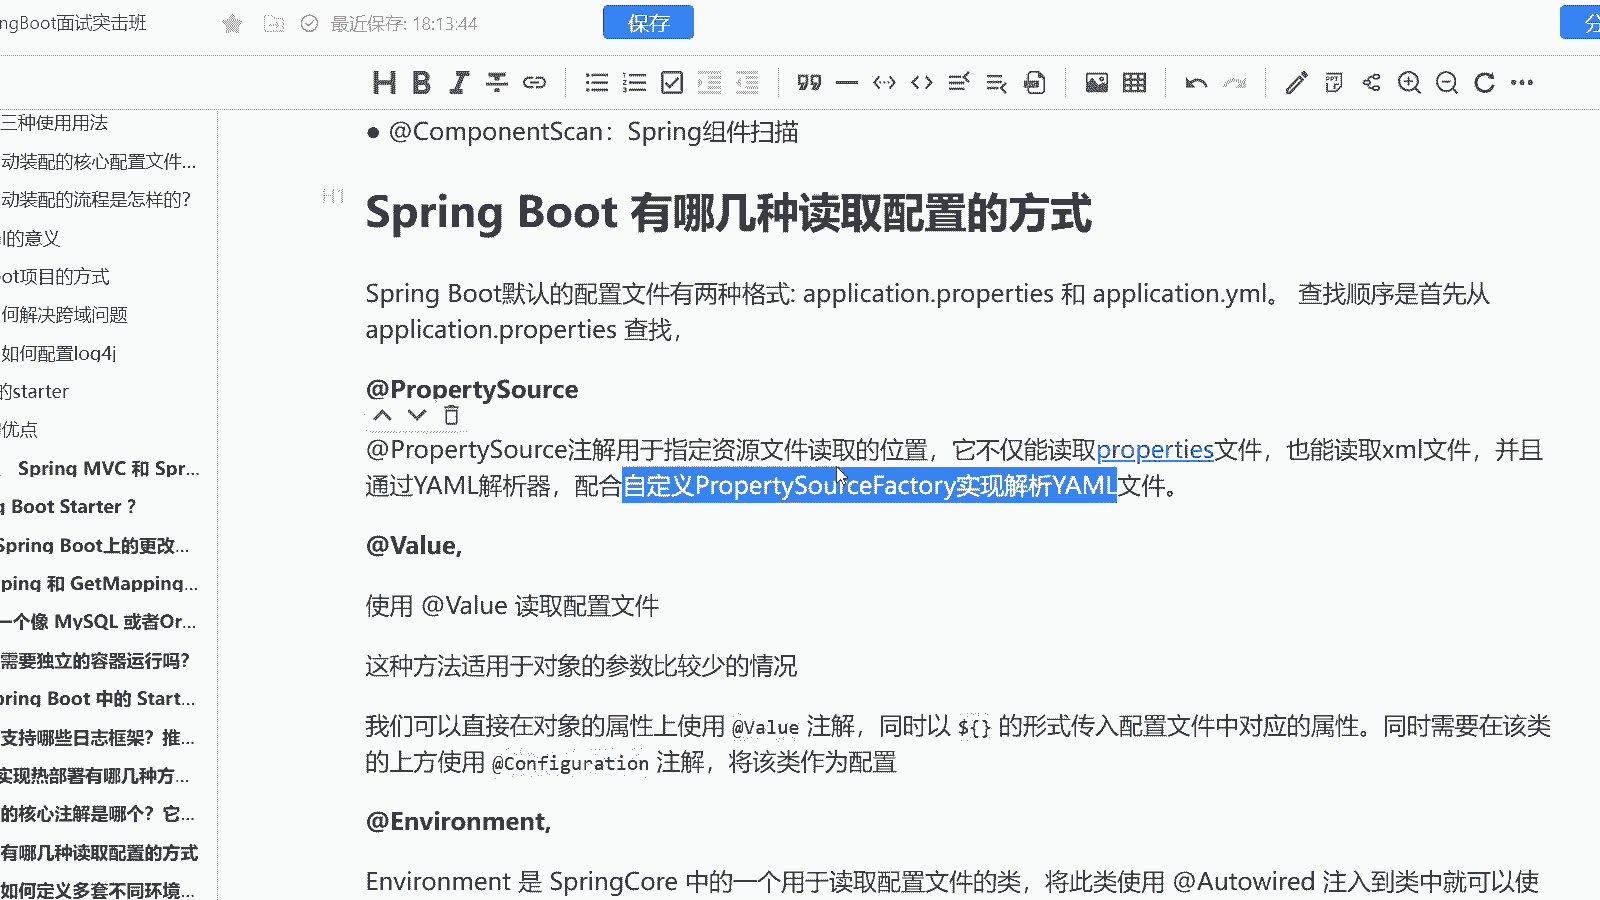 ngBoot面试突击班
最近保存: 18:13:44
保存
分
H B I
三种使用用法
动装配的核心配置文件...
动装配的流程是怎样的？
l的意义
ot项目的方式
何解决跨域问题
如何配置log4j
的starter
优点
、 Spring MVC 和 Spr...
g Boot Starter ?
Spring Boot上的更改...
ping 和 GetMapping...
一个像 MySQL 或者Or...
需要独立的容器运行吗？
pring Boot 中的 Start...
支持哪些日志框架？推...
实现热部署有哪几种方...
的核心注解是哪个？它...
有哪几种读取配置的方式
如何定义多套不同环境...
● @ComponentScan：Spring组件扫描
H1
Spring Boot 有哪几种读取配置的方式
Spring Boot默认的配置文件有两种格式: application.properties 和 application.yml。 查找顺序是首先从
application.properties 查找，
@PropertySource
@PropertySource注解用于指定资源文件读取的位置，它不仅能读取properties文件，也能读取xml文件，并且
通过YAML解析器，配合自定义PropertySourceFactory实现解析YAML文件。
@Value,
使用 @Value 读取配置文件
这种方法适用于对象的参数比较少的情况
我们可以直接在对象的属性上使用 @Value 注解，同时以 ${} 的形式传入配置文件中对应的属性。同时需要在该类
的上方使用 @Configuration 注解，将该类作为配置
@Environment,
Environment 是 SpringCore 中的一个用于读取配置文件的类，将此类使用 @Autowired 注入到类中就可以使